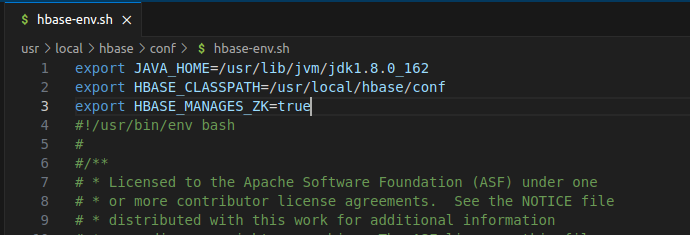 $ hbase-env.sh ×
usr > local > hbase > conf > $ hbase-env.sh
1 export JAVA_HOME=/usr/lib/jvm/jdk1.8.0_162
2 export HBASE_CLASSPATH=/usr/local/hbase/conf
3 export HBASE_MANAGES_ZK=true
4 #!/usr/bin/env bash
5 #
6 #/**
7 # * Licensed to the Apache Software Foundation (ASF) under one
8 # * or more contributor license agreements.  See the NOTICE file
9 # * distributed with this work for additional information